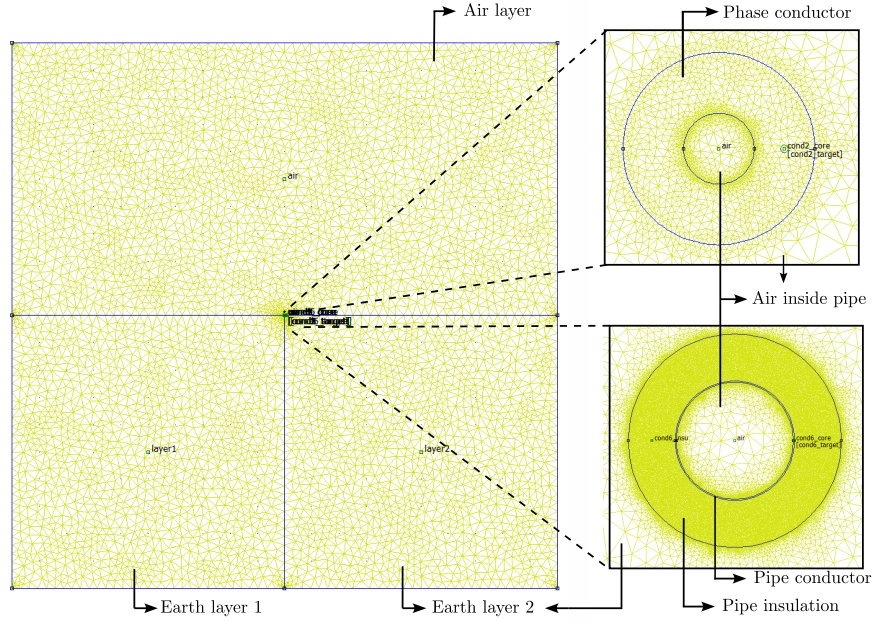 Air layer
Phase conductor
air
cond2_core
[cond2_target]
air
Air inside pipe
layer1
layer2
cond6_insu
air
cond6_core
[cond6_target]
Pipe conductor
Earth layer 1
Earth layer 2
Pipe insulation